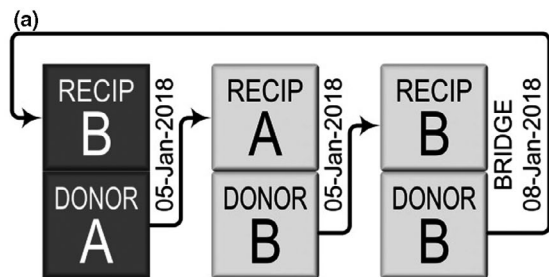 (a)
RECIP
B
DONOR
A
05-Jan-2018
RECIP
A
DONOR
B
05-Jan-2018
RECIP
B
DONOR
B
BRIDGE
08-Jan-2018